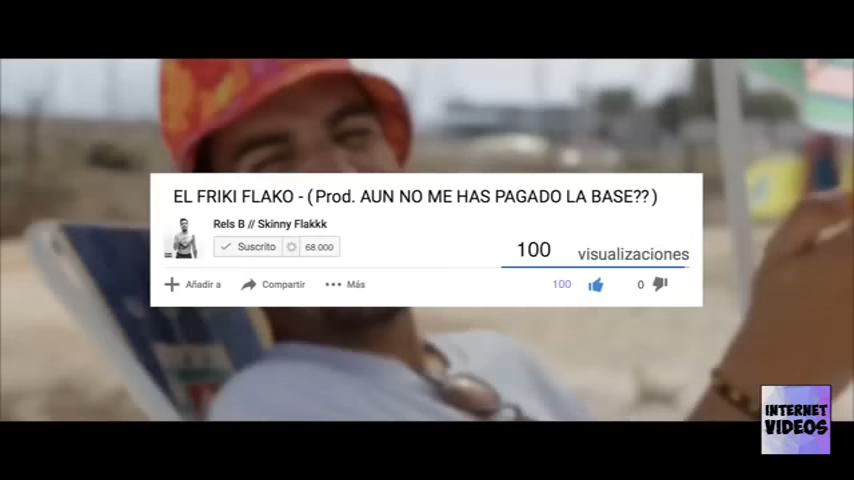 EL FRIKI FLAKO - ( Prod. AUN NO ME HAS PAGADO LA BASE?? )
Rels B // Skinny Flakkk
Suscrito 68.000
100 visualizaciones
Añadir a Compartir Más 100 0
INTERNET
VIDEOS